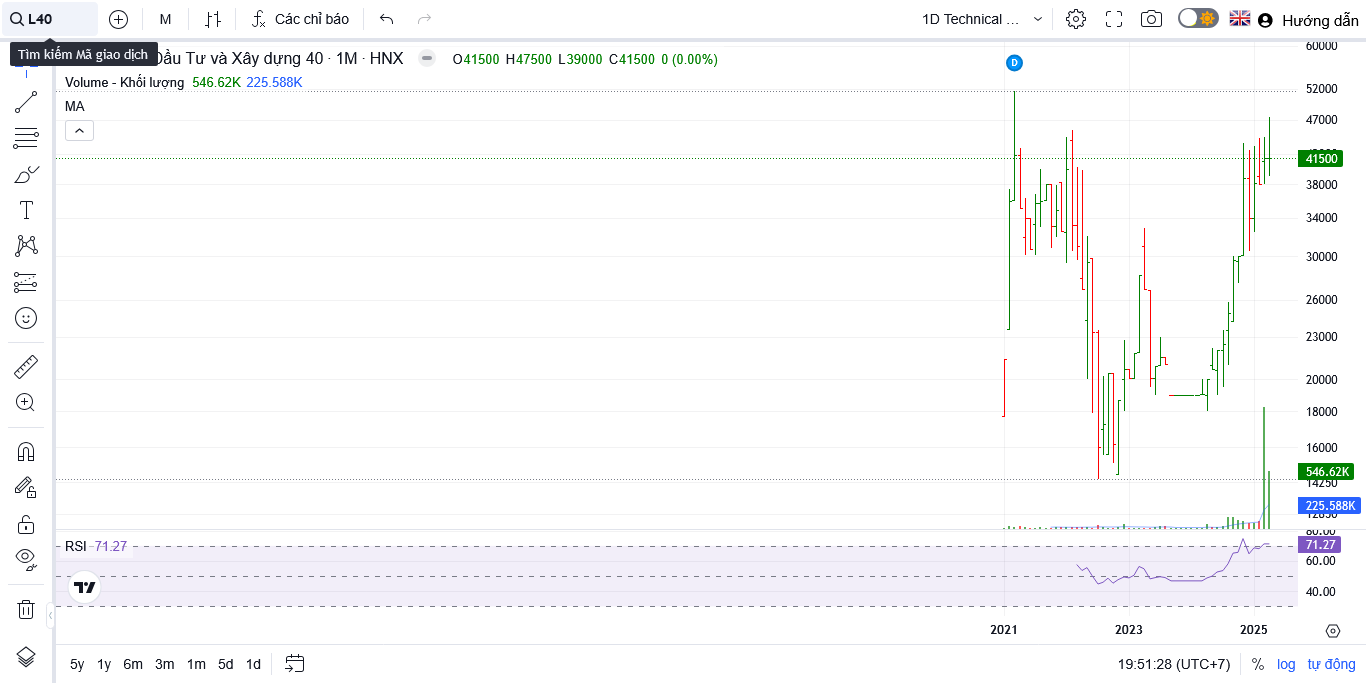 L40
M
Các chỉ báo
1D Technical ...
Hướng dẫn
Tìm kiếm Mã giao dịch
Đầu Tư và Xây dựng 40 · 1M · HNX
O41500 H47500 L39000 C41500 0 (0.00%)
D
Volume - Khối lượng 546.62K 225.588K
MA
60000
52000
47000
41500
38000
34000
30000
26000
23000
20000
18000
16000
546.62K
14250
225.588K
80.00
RSI 71.27
71.27
60.00
40.00
2021
2023
2025
5y 1y 6m 3m 1m 5d 1d
19:51:28 (UTC+7)
% log tự động